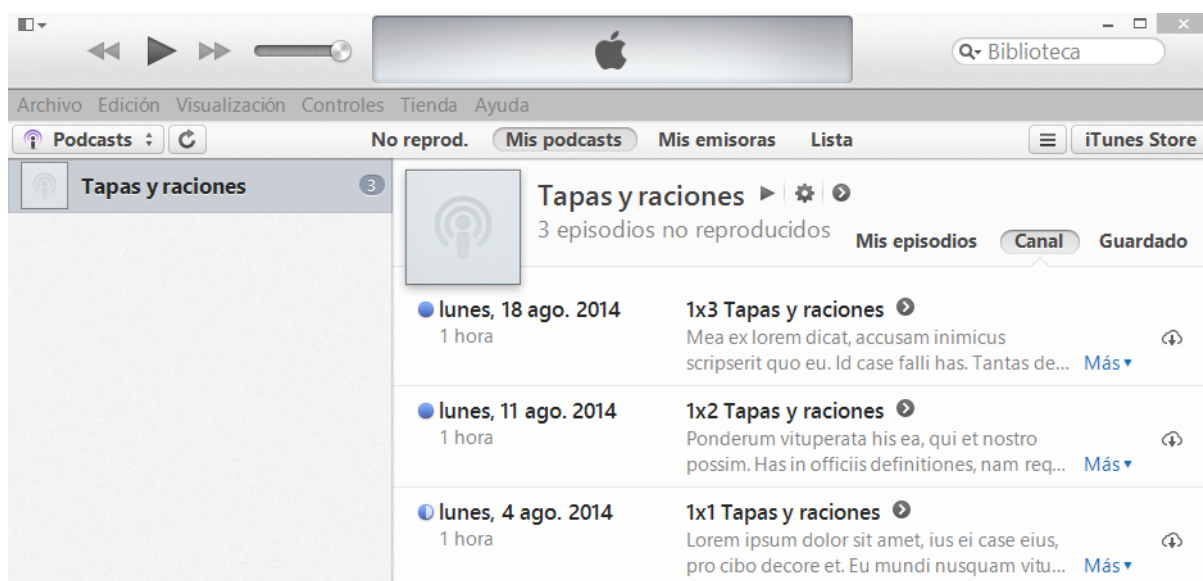 Biblioteca
Archivo Edición Visualización Controles Tienda Ayuda
Podcasts No reprod. Mis podcasts Mis emisoras Lista iTunes Store
Tapas y raciones 3
Tapas y raciones
3 episodios no reproducidos
Mis episodios Canal Guardado
lunes, 18 ago. 2014 1x3 Tapas y raciones
1 hora Mea ex lorem dicat, accusam inimicus
scripserit quo eu. Id case falli has. Tantas de... Más
lunes, 11 ago. 2014 1x2 Tapas y raciones
1 hora Ponderum vituperata his ea, qui et nostro
possim. Has in officiis definitiones, nam req... Más
lunes, 4 ago. 2014 1x1 Tapas y raciones
1 hora Lorem ipsum dolor sit amet, ius ei case eius,
pro cibo decore et. Eu mundi nusquam vitu... Más